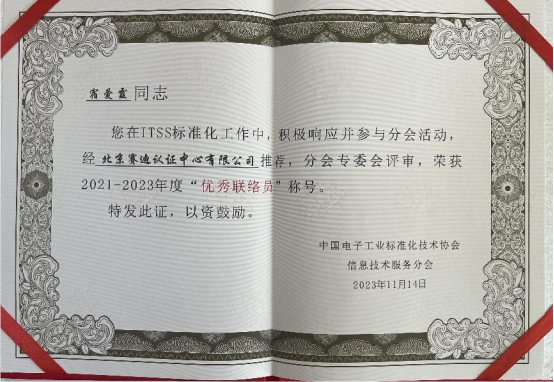 甯爱霞同志
您在ITSS标准化工作中，积极响应并参与分会活动，
经北京赛迪认证中心有限公司推荐，分会专委会评审，荣获
2021-2023年度“优秀联络员”称号。
特发此证，以资鼓励。
中国电子工业标准化技术协会
信息技术服务分会
2023年11月14日